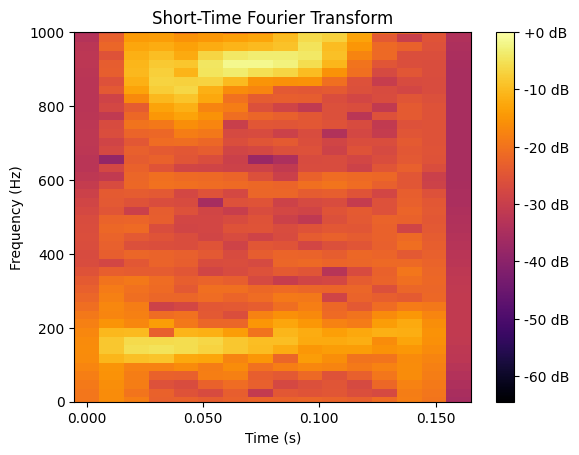 Short-Time Fourier Transform
Frequency (Hz)
1000
800
600
400
200
0
0.000
0.050
0.100
0.150
Time (s)
+0 dB
-10 dB
-20 dB
-30 dB
-40 dB
-50 dB
-60 dB